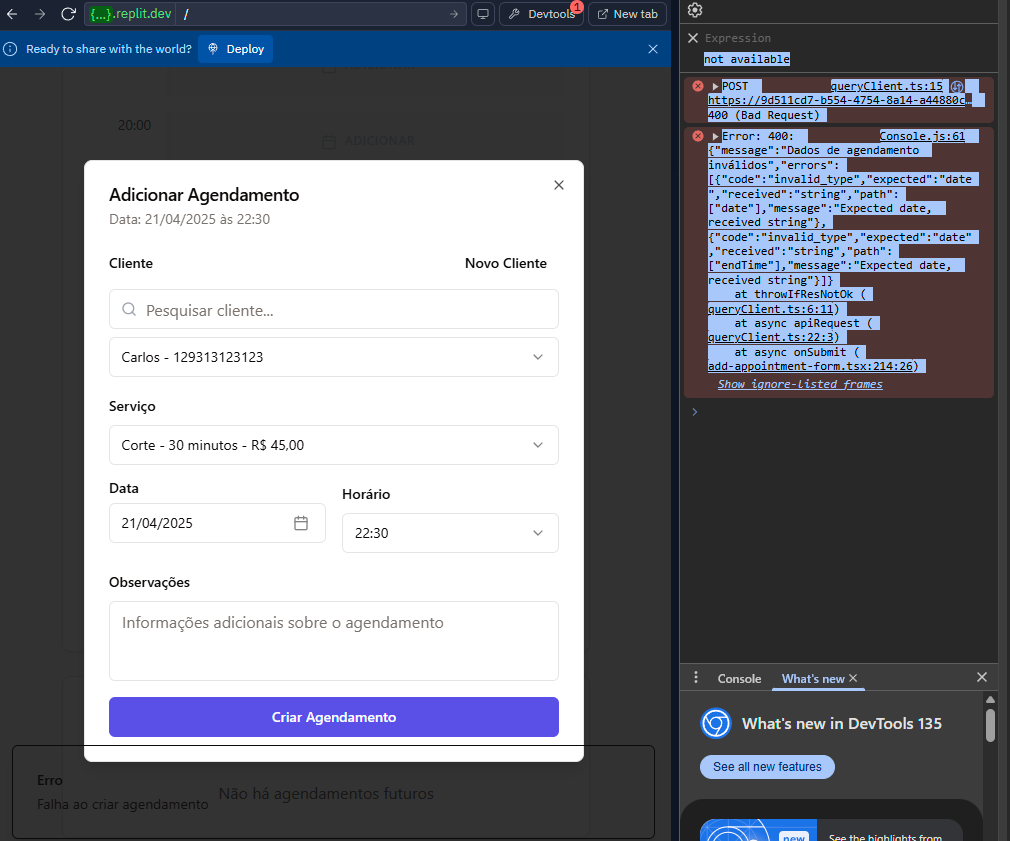 {...}.replit.dev /
Devtools 1
New tab
Ready to share with the world? Deploy
20:00
ADICIONAR
Adicionar Agendamento
Data: 21/04/2025 às 22:30
Cliente
Novo Cliente
Pesquisar cliente...
Carlos - 129313123123
Serviço
Corte - 30 minutos - R$ 45,00
Data
Horário
21/04/2025
22:30
Observações
Informações adicionais sobre o agendamento
Criar Agendamento
Erro
Falha ao criar agendamento
Não há agendamentos futuros
Expression
not available
POST queryClient.ts:15
https://9d511cd7-b554-4754-8a14-a44880c…
400 (Bad Request)
Error: 400: Console.js:61
{"message":"Dados de agendamento
inválidos","errors":
[{"code":"invalid_type","expected":"date
","received":"string","path":
["date"],"message":"Expected date,
received string"},
{"code":"invalid_type","expected":"date"
,"received":"string","path":
["endTime"],"message":"Expected date,
received string"}]}
at throwIfResNotOk (
queryClient.ts:6:11)
at async apiRequest (
queryClient.ts:22:3)
at async onSubmit (
add-appointment-form.tsx:214:26)
Show ignore-listed frames
Console
What's new
What's new in DevTools 135
See all new features
new
See the highlights from